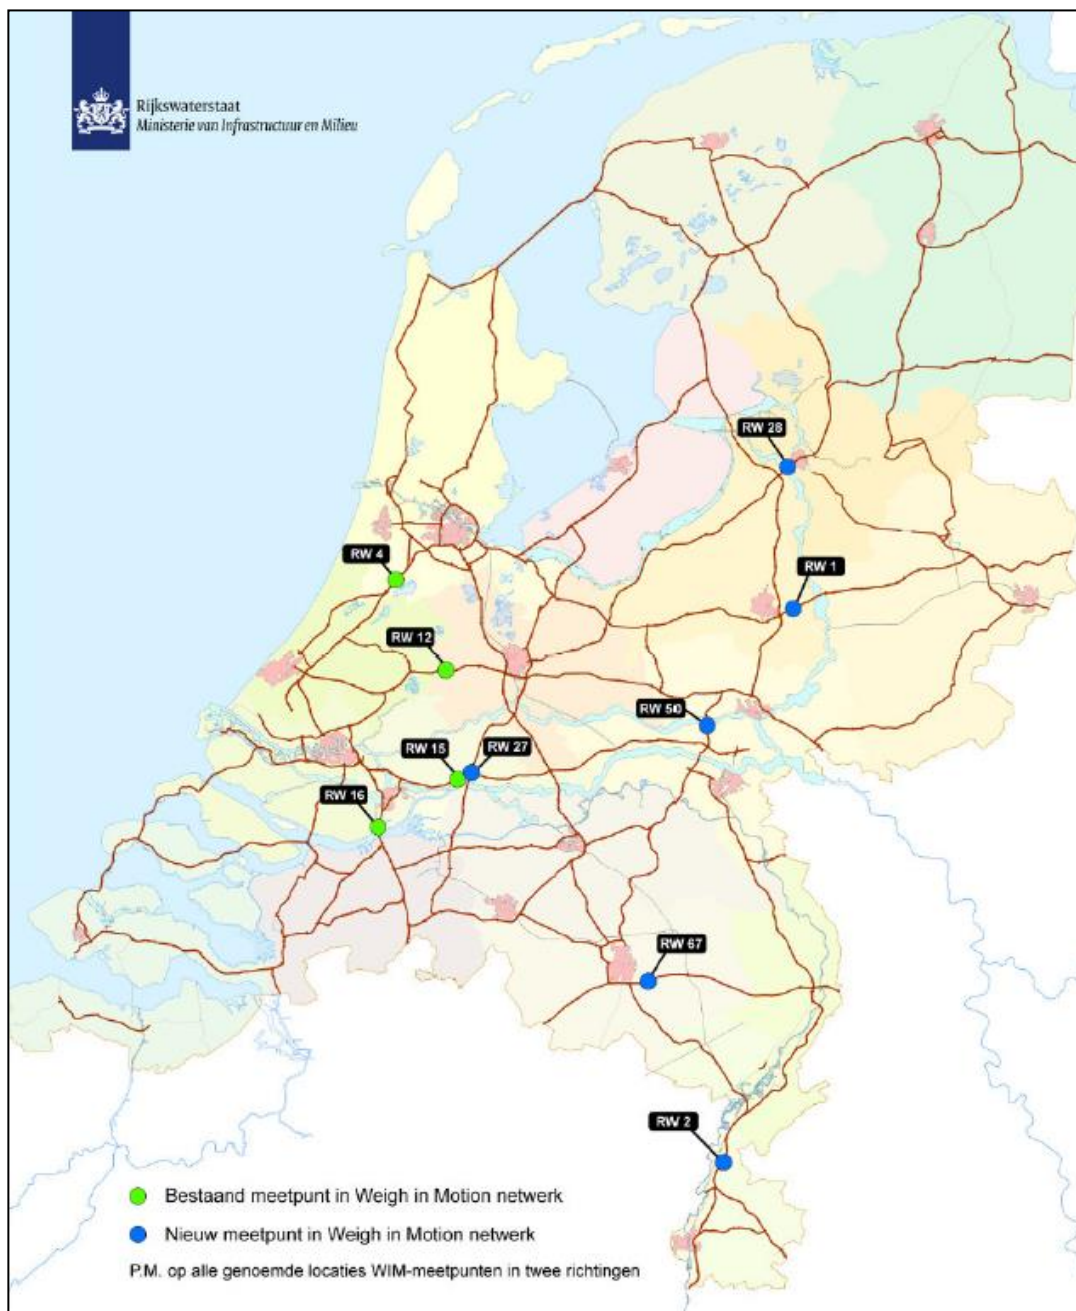 Rijkswaterstaat
Ministerie van Infrastructuur en Milieu
RW 28
RW 4
RW 1
RW 12
RW 50
RW 15
RW 27
RW 16
RW 67
RW 2
Bestaand meetpunt in Weigh in Motion netwerk
Nieuw meetpunt in Weigh in Motion netwerk
P.M. op alle genoemde locaties WIM-meetpunten in twee richtingen